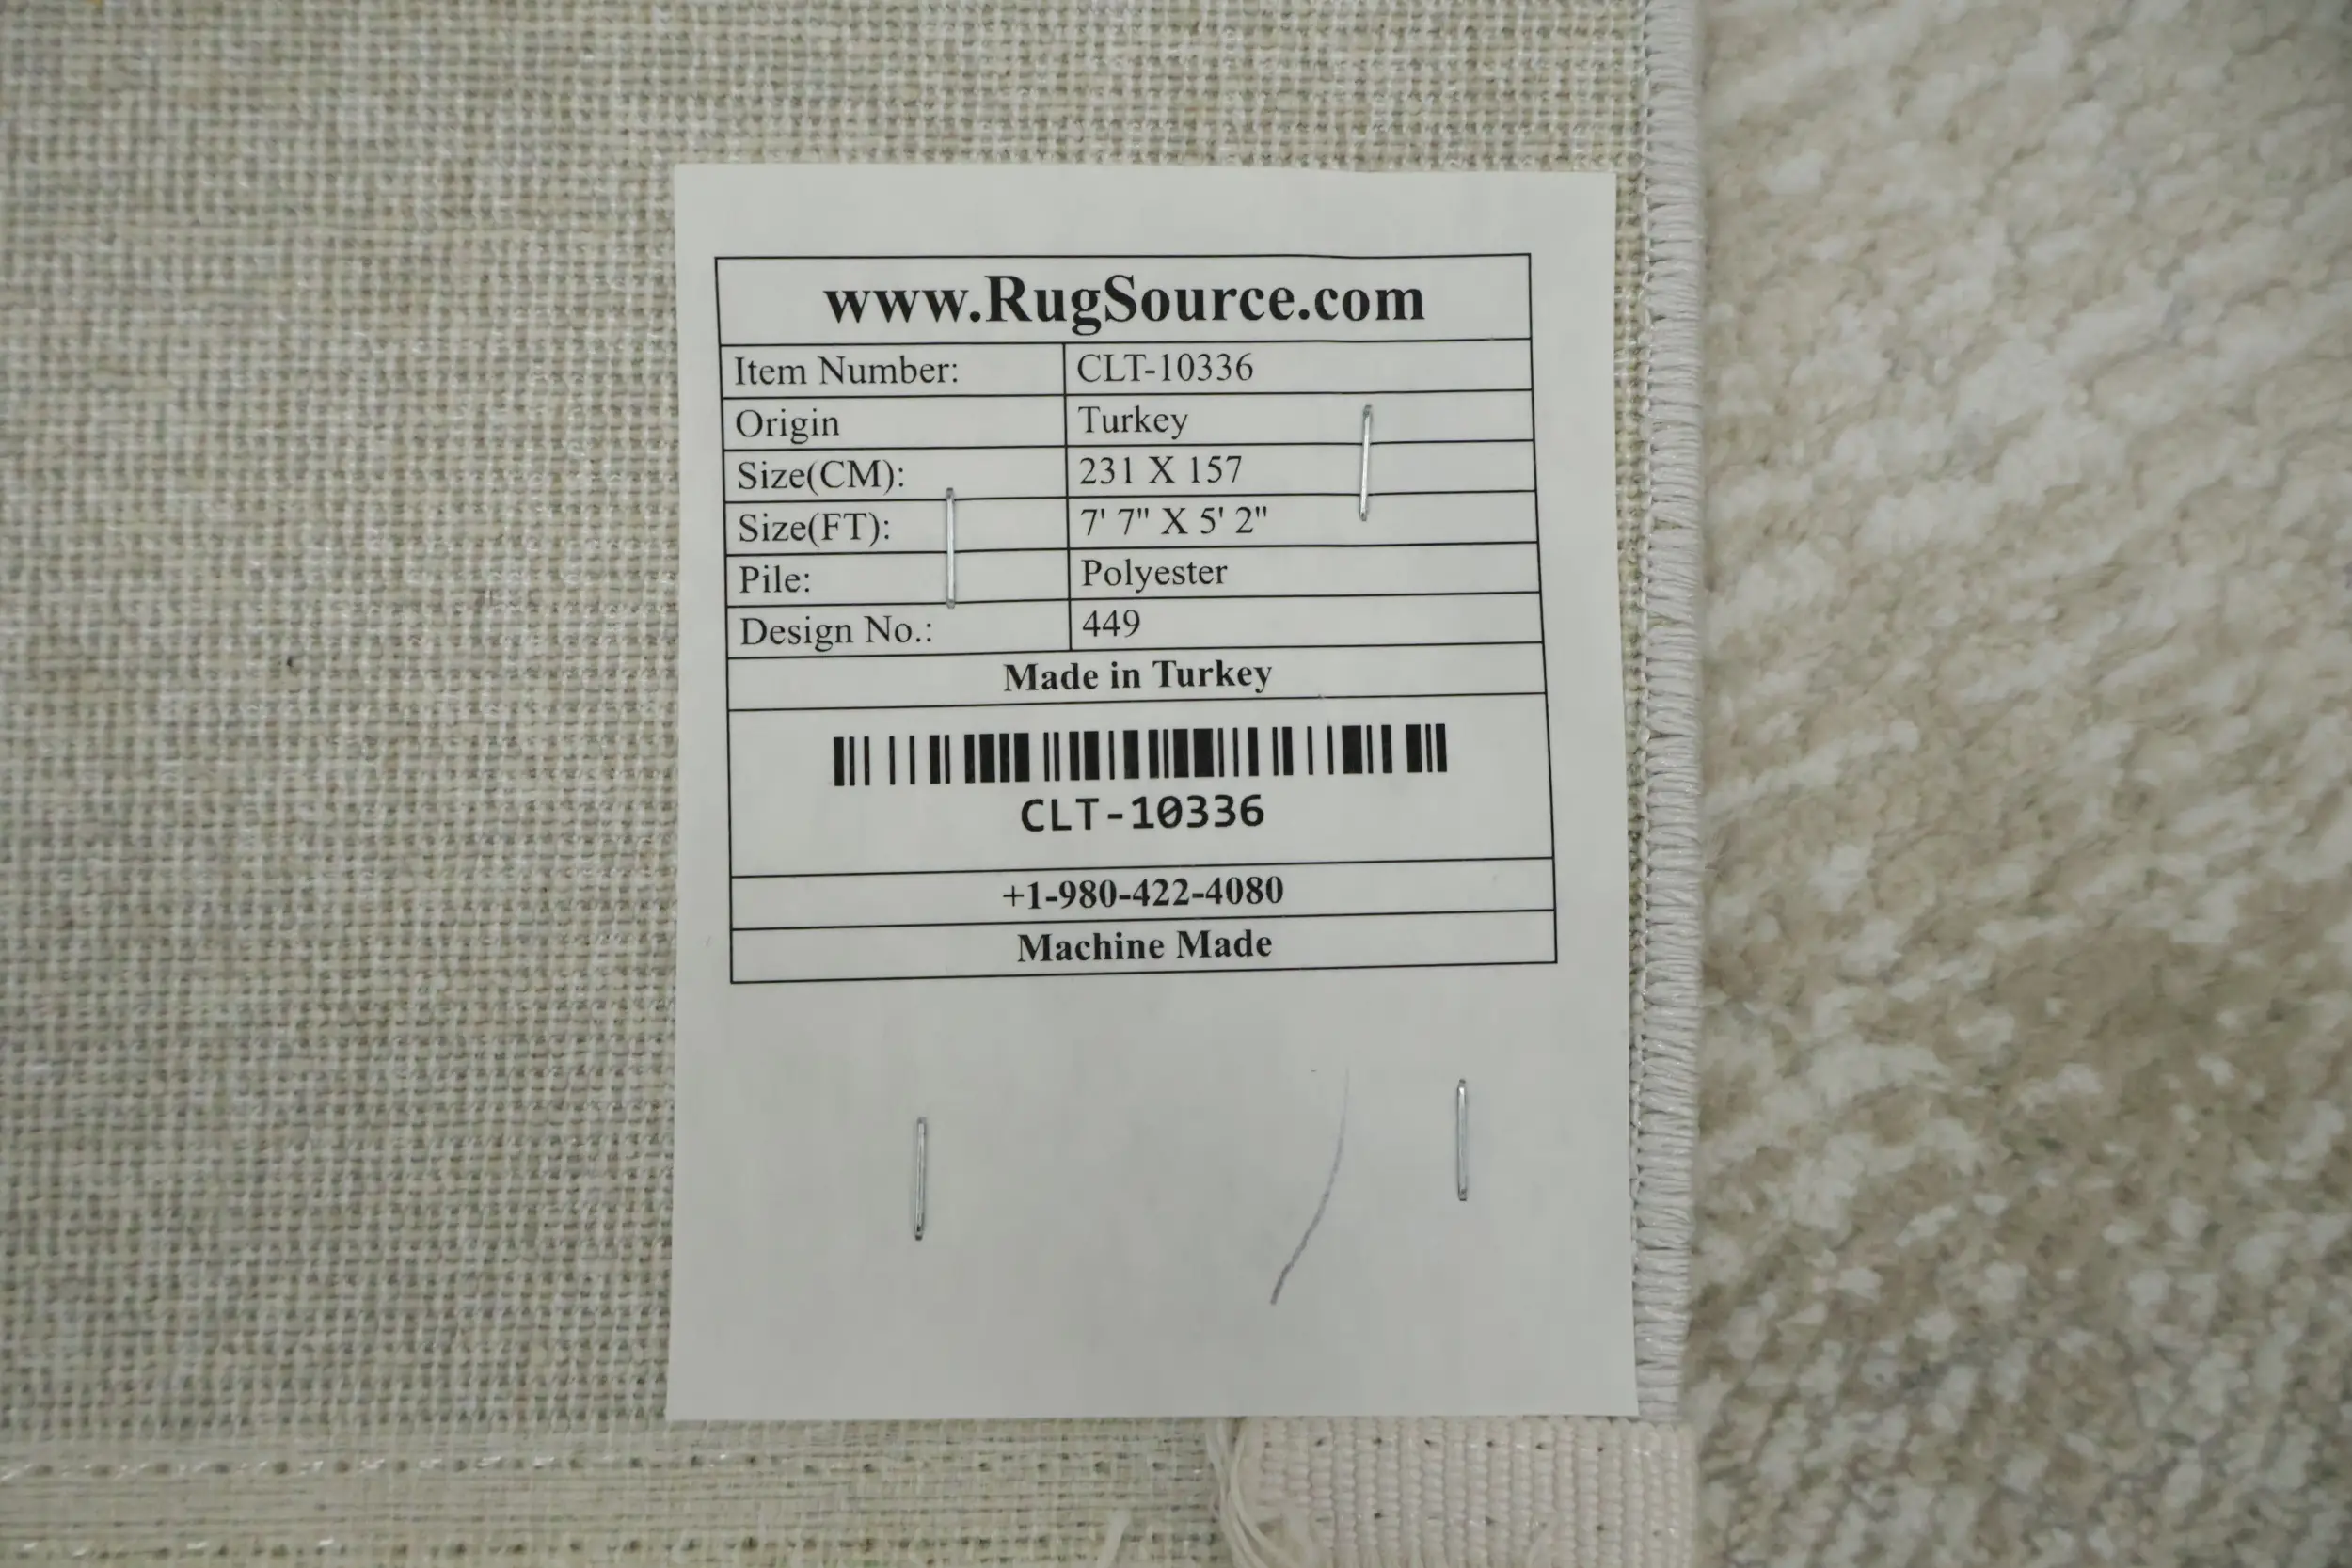 www.RugSource.com
Item Number: CLT-10336
Origin Turkey
Size(CM): 231 X 157
Size(FT): 7' 7" X 5' 2"
Pile: Polyester
Design No.: 449
Made in Turkey
CLT-10336
+1-980-422-4080
Machine Made